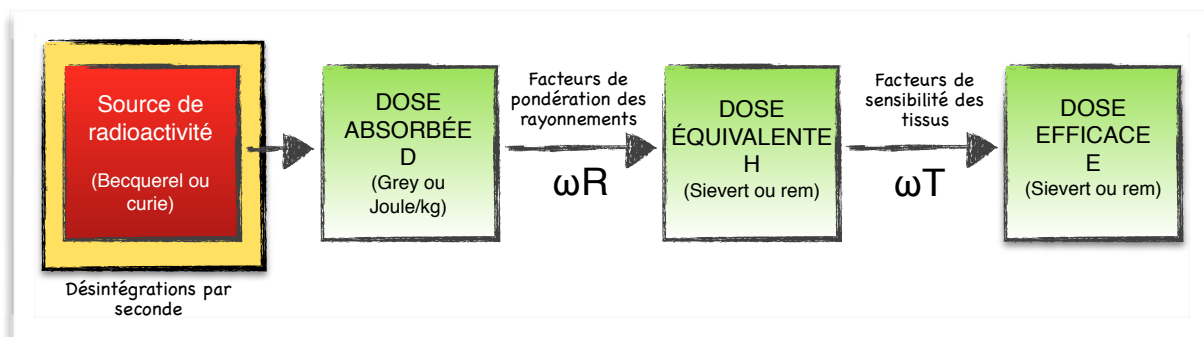 Source de
radioactivité
(Becquerel ou
curie)
Désintégrations par
seconde
DOSE
ABSORBÉE
D
(Grey ou
Joule/kg)
Facteurs de
pondération des
rayonnements
ωR
DOSE
ÉQUIVALENTE
H
(Sievert ou rem)
Facteurs de
sensibilité des
tissus
ωT
DOSE
EFFICACE
E
(Sievert ou rem)